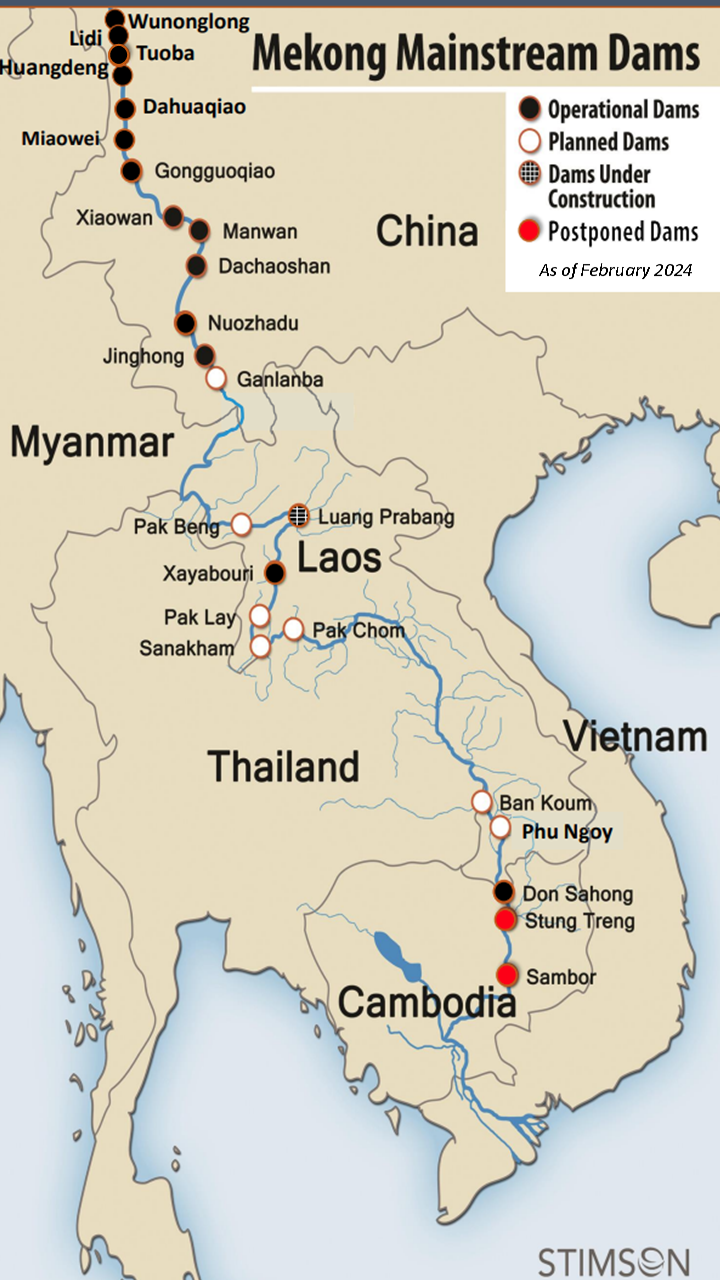 Mekong Mainstream Dams
Operational Dams
Planned Dams
Dams Under
Construction
Postponed Dams
As of February 2024
Wunonglong
Lidi
Tuoba
Huangdeng
Dahuaqiao
Miaowei
Gongguoqiao
Xiaowan
Manwan
China
Dachaoshan
Nuozhadu
Jinghong
Ganlanba
Myanmar
Pak Beng
Luang Prabang
Laos
Xayabouri
Pak Lay
Pak Chom
Sanakham
Vietnam
Thailand
Ban Koum
Phu Ngoy
Don Sahong
Stung Treng
Sambor
Cambodia
STIMSON